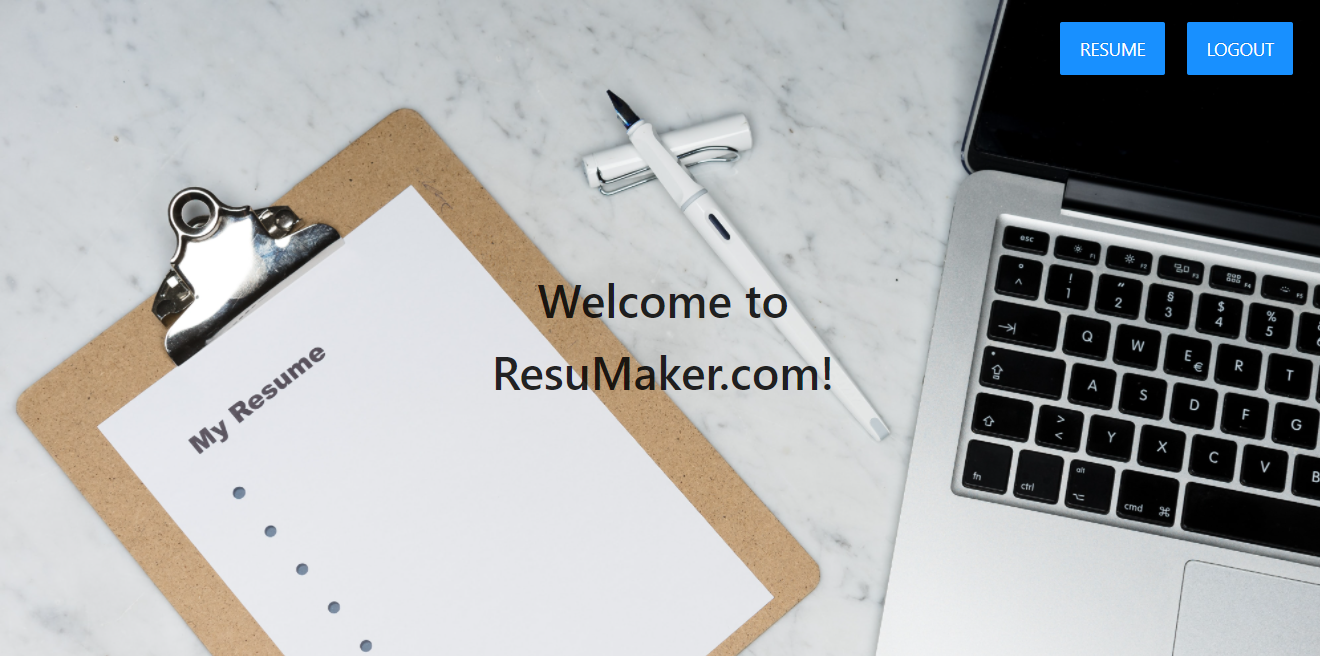 RESUME
LOGOUT
Welcome to
ResuMaker.com!
My Resume
esc
F1
F2
F3
F4
F5
° ! " § $ %
^ 1 2 3 4 5
Q W E € R T
A S D F G
> < Y X C V B
fn ctrl alt cmd ⌘